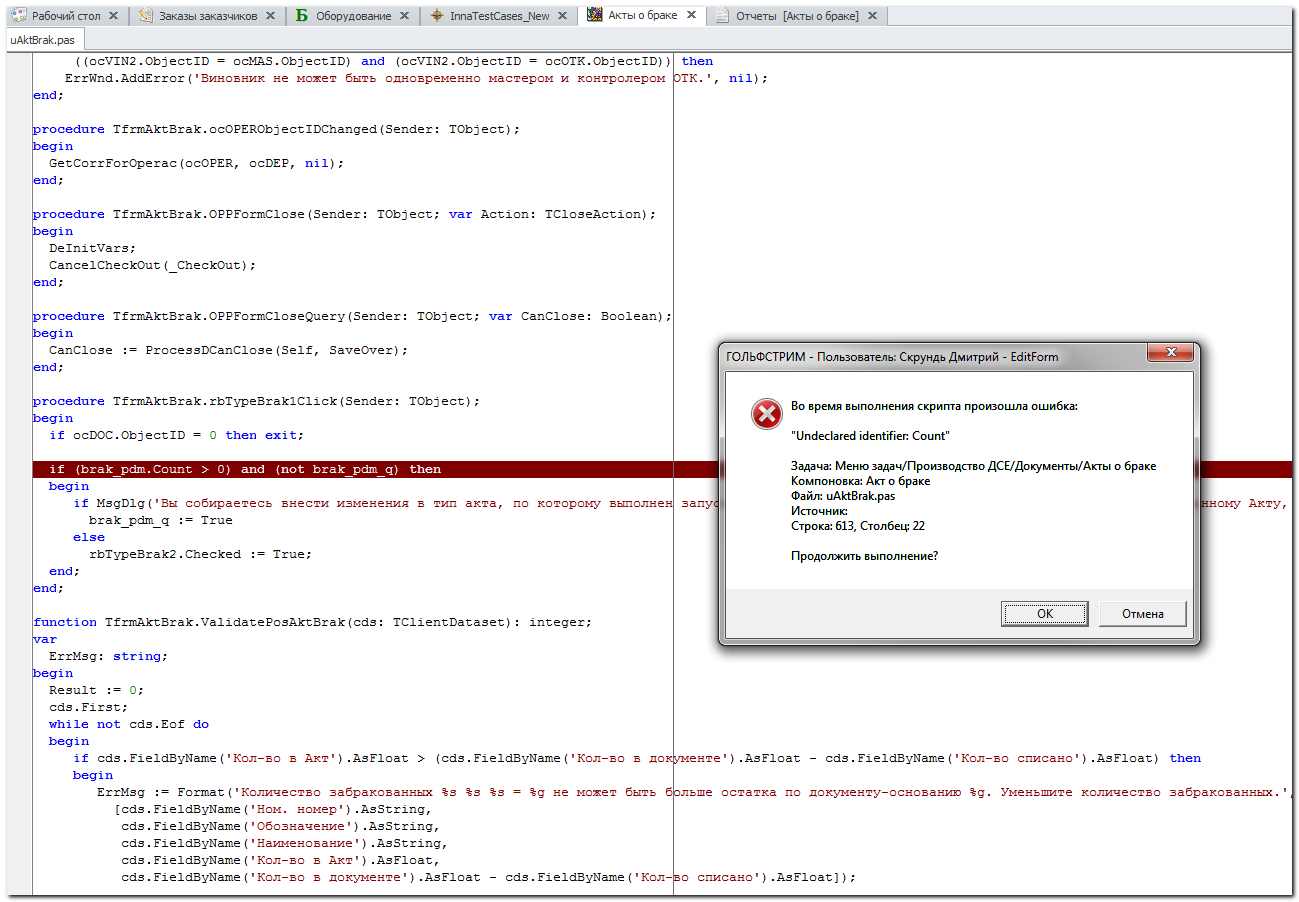 Рабочий стол Заказы заказчиков Б Оборудование InnaTestCases_New Акты о браке Отчеты [Акты о браке]
uAktBrak.pas
((ocVIN2.ObjectID = ocMAS.ObjectID) and (ocVIN2.ObjectID = ocOTK.ObjectID)) then
ErrWnd.AddError('Виновник не может быть одновременно мастером и контролером ОТК.', nil);
end;
procedure TfrmAktBrak.ocOPERObjectIDChanged(Sender: TObject);
begin
GetCorrForOperac(ocOPER, ocDEP, nil);
end;
procedure TfrmAktBrak.OPPFormClose(Sender: TObject; var Action: TCloseAction);
begin
DeInitVars;
CancelCheckOut(_CheckOut);
end;
procedure TfrmAktBrak.OPPFormCloseQuery(Sender: TObject; var CanClose: Boolean);
begin
CanClose := ProcessDCanClose(Self, SaveOver);
end;
procedure TfrmAktBrak.rbTypeBrak1Click(Sender: TObject);
begin
if ocDOC.ObjectID = 0 then exit;
if (brak_pdm.Count > 0) and (not brak_pdm_q) then
begin
if MsgDlg('Вы собираетесь внести изменения в тип акта, по которому выполнен запус нному Акту,
brak_pdm_q := True
else
rbTypeBrak2.Checked := True;
end;
end;
function TfrmAktBrak.ValidatePosAktBrak(cds: TClientDataset): integer;
var
ErrMsg: string;
begin
Result := 0;
cds.First;
while not cds.Eof do
begin
if cds.FieldByName('Кол-во в Акт').AsFloat > (cds.FieldByName('Кол-во в документе').AsFloat - cds.FieldByName('Кол-во списано').AsFloat) then
begin
ErrMsg := Format('Количество забракованных %s %s %s = %g не может быть больше остатка по документу-основанию %g. Уменьшите количество забракованных.',
[cds.FieldByName('Ном. номер').AsString,
cds.FieldByName('Обозначение').AsString,
cds.FieldByName('Наименование').AsString,
cds.FieldByName('Кол-во в Акт').AsFloat,
cds.FieldByName('Кол-во в документе').AsFloat - cds.FieldByName('Кол-во списано').AsFloat]);
ГОЛЬФСТРИМ - Пользователь: Скрундь Дмитрий - EditForm
Во время выполнения скрипта произошла ошибка:
"Undeclared identifier: Count"
Задача: Меню задач/Производство ДСЕ/Документы/Акты о браке
Компоновка: Акт о браке
Файл: uAktBrak.pas
Источник:
Строка: 613, Столбец: 22
Продолжить выполнение?
OK Отмена